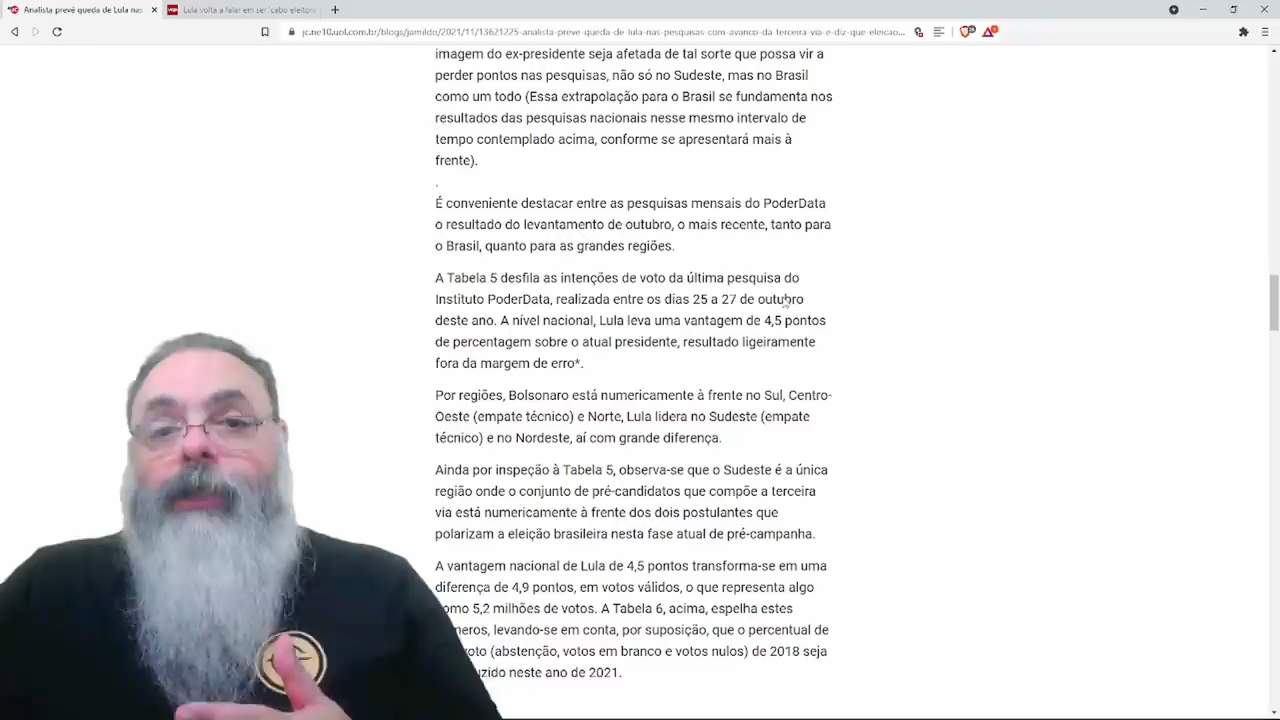 Analista prevê queda de Lula nas
Lula volta a falar em ser 'cabo eleitora
jc.ne10.uol.com.br/blogs/jamildo/2021/11/13621225-analista-preve-queda-de-lula-nas-pesquisas-com-avanco-da-terceira-via-e-diz-que-eleicao...
imagem do ex-presidente seja afetada de tal sorte que possa vir a
perder pontos nas pesquisas, não só no Sudeste, mas no Brasil
como um todo (Essa extrapolação para o Brasil se fundamenta nos
resultados das pesquisas nacionais nesse mesmo intervalo de
tempo contemplado acima, conforme se apresentará mais à
frente).
.
É conveniente destacar entre as pesquisas mensais do PoderData
o resultado do levantamento de outubro, o mais recente, tanto para
o Brasil, quanto para as grandes regiões.
A Tabela 5 desfila as intenções de voto da última pesquisa do
Instituto PoderData, realizada entre os dias 25 a 27 de outubro
deste ano. A nível nacional, Lula leva uma vantagem de 4,5 pontos
de percentagem sobre o atual presidente, resultado ligeiramente
fora da margem de erro*.
Por regiões, Bolsonaro está numericamente à frente no Sul, Centro-
Oeste (empate técnico) e Norte, Lula lidera no Sudeste (empate
técnico) e no Nordeste, aí com grande diferença.
Ainda por inspeção à Tabela 5, observa-se que o Sudeste é a única
região onde o conjunto de pré-candidatos que compõe a terceira
via está numericamente à frente dos dois postulantes que
polarizam a eleição brasileira nesta fase atual de pré-campanha.
A vantagem nacional de Lula de 4,5 pontos transforma-se em uma
diferença de 4,9 pontos, em votos válidos, o que representa algo
omo 5,2 milhões de votos. A Tabela 6, acima, espelha estes
meros, levando-se em conta, por suposição, que o percentual de
voto (abstenção, votos em branco e votos nulos) de 2018 seja
uzido neste ano de 2021.